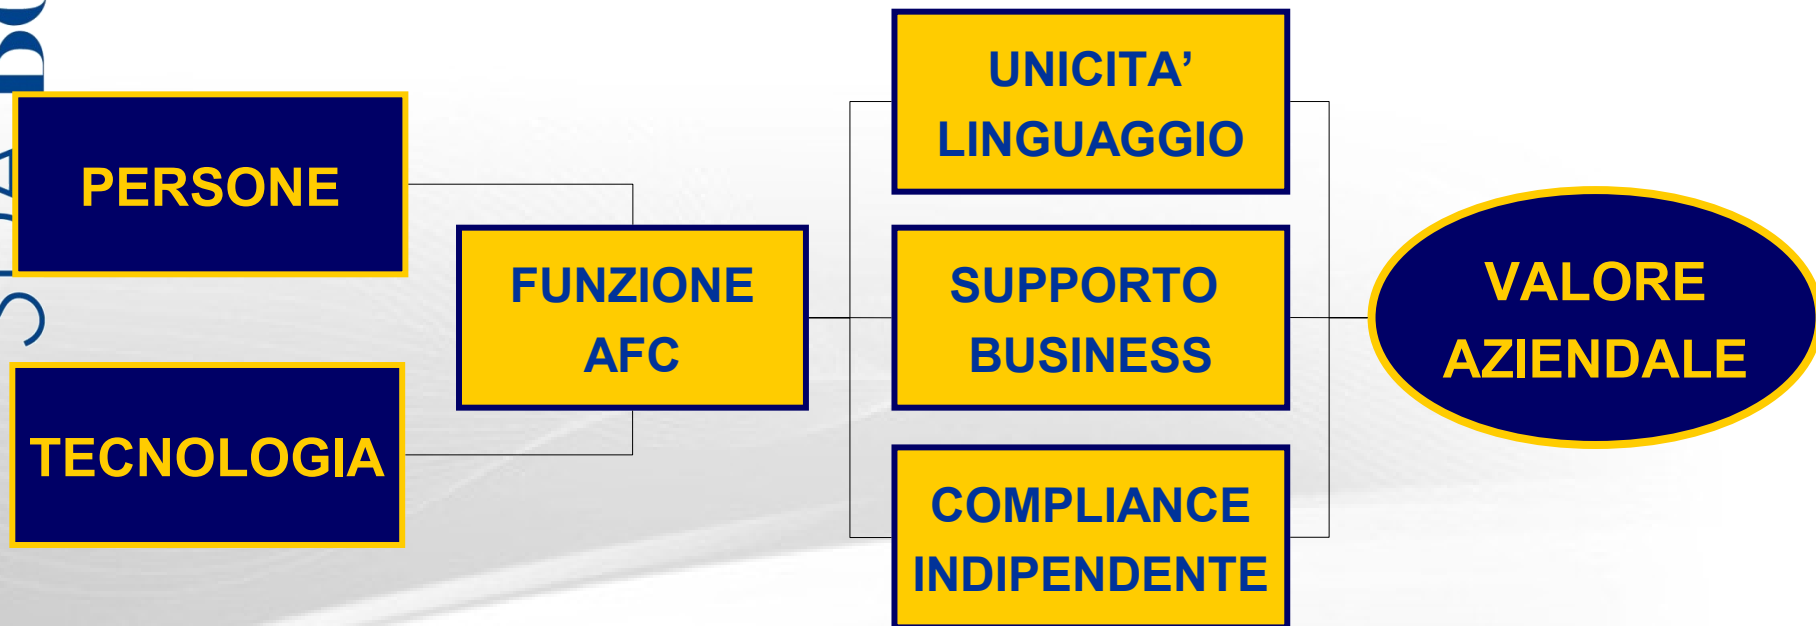 PERSONE
TECNOLOGIA
FUNZIONE
AFC
UNICITA’
LINGUAGGIO
SUPPORTO
BUSINESS
COMPLIANCE
INDIPENDENTE
VALORE
AZIENDALE